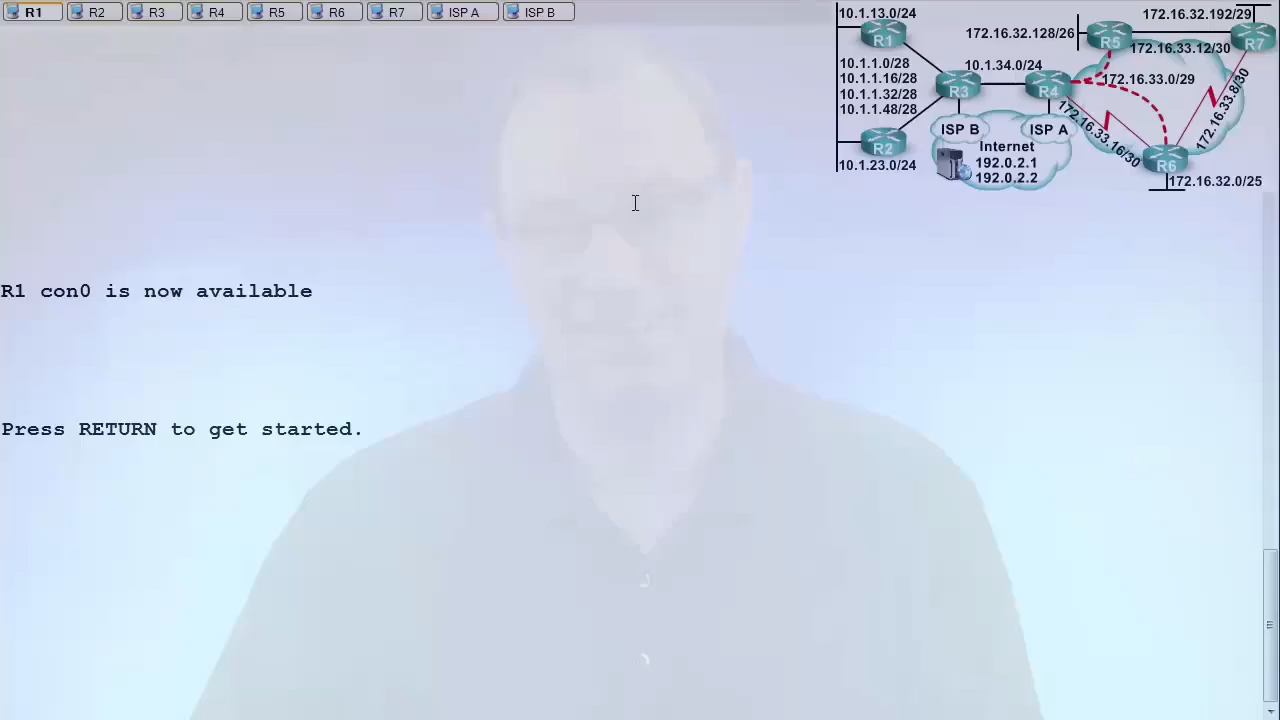 R1 R2 R3 R4 R5 R6 R7 ISP A ISP B
10.1.13.0/24
R1
10.1.1.0/28
10.1.1.16/28
10.1.1.32/28
10.1.1.48/28
R2
10.1.23.0/24
R3
10.1.34.0/24
R4
ISP B
ISP A
Internet
192.0.2.1
192.0.2.2
172.16.32.192/29
172.16.32.128/26
R5
R7
172.16.33.12/30
172.16.33.0/29
172.16.33.8/30
172.16.33.16/30
R6
172.16.32.0/25
R1 con0 is now available
Press RETURN to get started.